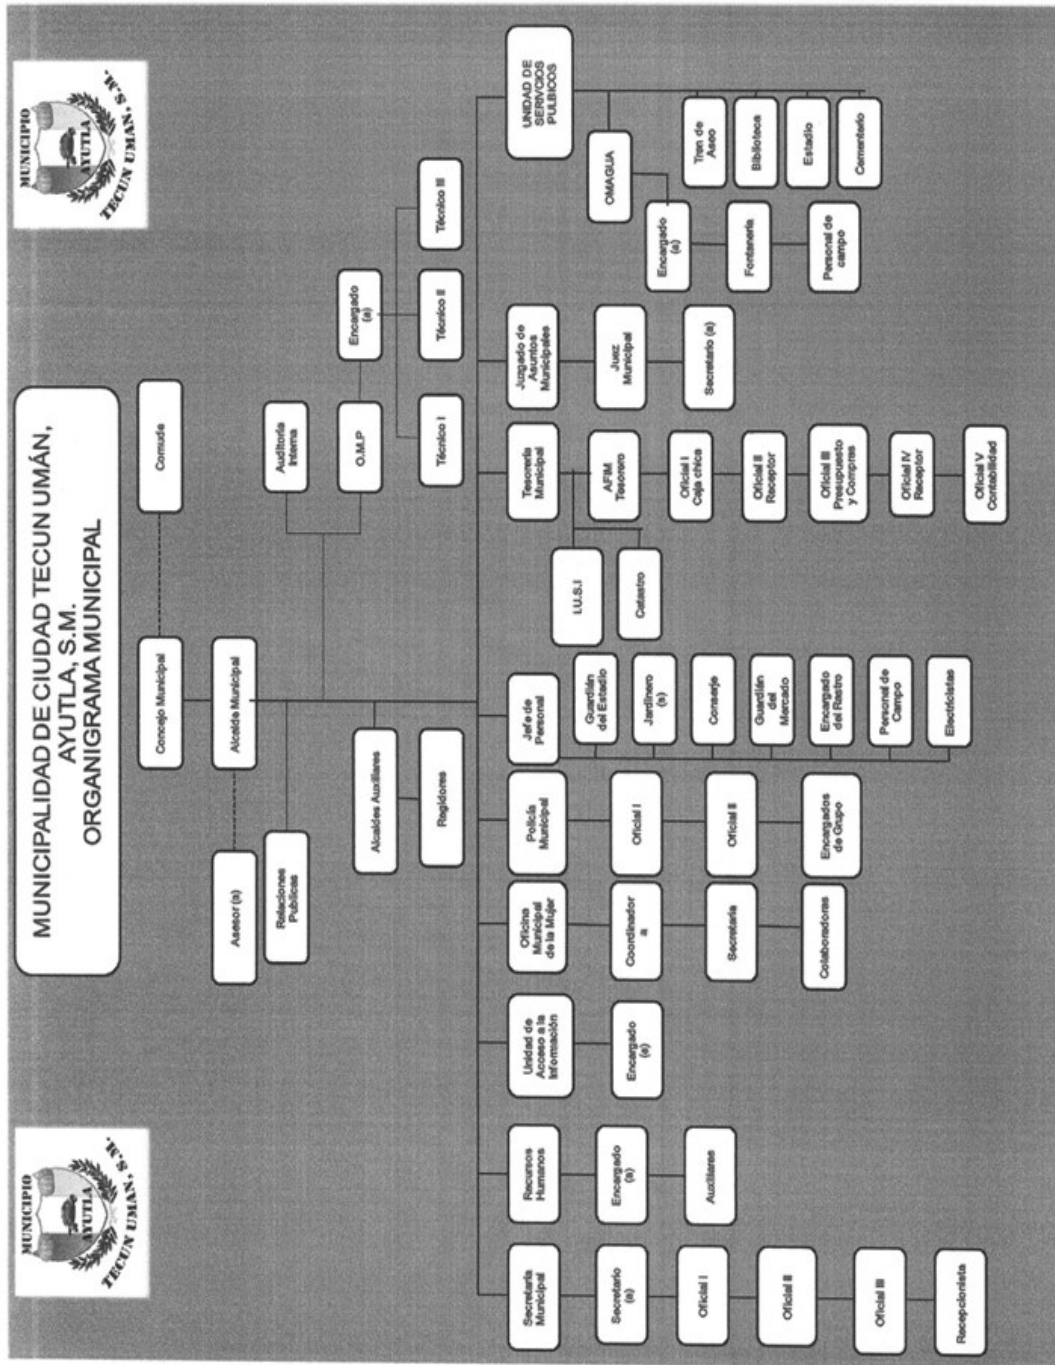 MUNICIPIO
AYUTLA
TECUN UMAN, S.M.
MUNICIPALIDAD DE CIUDAD TECUN UMÁN,
AYUTLA, S.M.
ORGANIGRAMA MUNICIPAL
MUNICIPIO
AYUTLA
TECUN UMAN, S.M.
Concejo Municipal
Comude
Asesor (a)
Alcalde Municipal
Relaciones
Publicas
Auditoria
Interna
O.M.P
Encargado
(a)
Técnico I
Técnico II
Técnico III
Alcaldes Auxiliares
Regidores
Secretaria
Municipal
Secretario
(a)
Oficial I
Oficial II
Oficial III
Recepcionista
Recursos
Humanos
Encargado
(a)
Auxiliares
Unidad de
Acceso a la
Información
Encargado
(a)
Oficina
Municipal
de la Mujer
Coordinador
a
Secretaria
Colaboradoras
Policía
Municipal
Oficial I
Oficial II
Encargados
de Grupo
Jefe de
Personal
Guardián
del Estadio
Jardinero
(s)
Conserje
Guardián
del
Mercado
Encargado
del Rastro
Personal de
Campo
Electricistas
Tesorería
Municipal
I.U.S.I
Catastro
AFIM
Tesorero
Oficial I
Caja chica
Oficial II
Receptor
Oficial III
Presupuesto
y Compras
Oficial IV
Receptor
Oficial V
Contabilidad
Juzgado de
Asuntos
Municipales
Juez
Municipal
Secretario (a)
UNIDAD DE
SERIVCIOS
PULBICOS
OMAGUA
Encargado
(a)
Fontanería
Personal de
campo
Tren de
Aseo
Biblioteca
Estadio
Cementerio